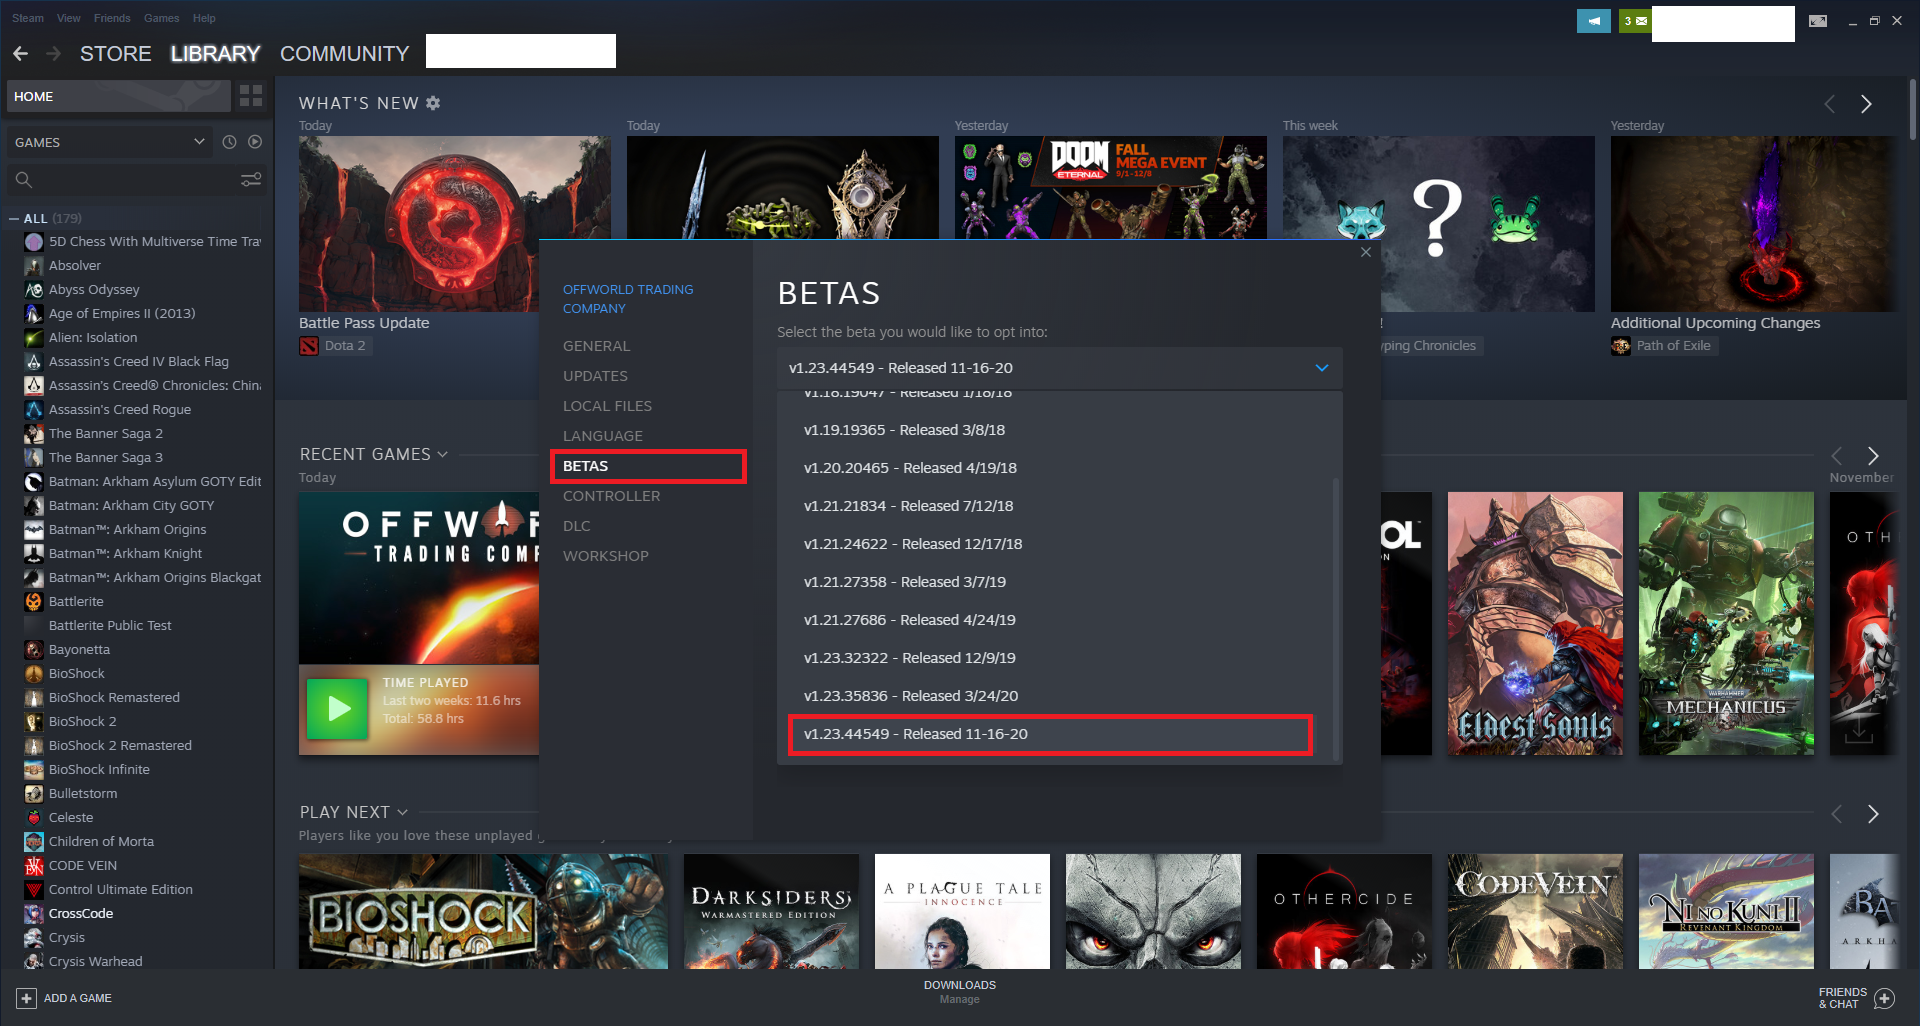 Steam View Friends Games Help
3
STORE LIBRARY COMMUNITY
HOME
GAMES
ALL (179)
5D Chess With Multiverse Time Trav
Absolver
Abyss Odyssey
Age of Empires II (2013)
Alien: Isolation
Assassin's Creed IV Black Flag
Assassin's Creed® Chronicles: China
Assassin's Creed Rogue
The Banner Saga 2
The Banner Saga 3
Batman: Arkham Asylum GOTY Edit
Batman: Arkham City GOTY
Batman™: Arkham Origins
Batman™: Arkham Knight
Batman™: Arkham Origins Blackgat
Battlerite
Battlerite Public Test
Bayonetta
BioShock
BioShock Remastered
BioShock 2
BioShock 2 Remastered
BioShock Infinite
Bulletstorm
Celeste
Children of Morta
CODE VEIN
Control Ultimate Edition
CrossCode
Crysis
Crysis Warhead
ADD A GAME
WHAT'S NEW
Today
Today
Yesterday
This week
Yesterday
DOOM
ETERNAL
FALL
MEGA EVENT
9/1-12/8
?
Battle Pass Update
Dota 2
!
yping Chronicles
Additional Upcoming Changes
Path of Exile
OFFWORLD TRADING
COMPANY
GENERAL
UPDATES
LOCAL FILES
LANGUAGE
BETAS
CONTROLLER
DLC
WORKSHOP
BETAS
Select the beta you would like to opt into:
v1.23.44549 - Released 11-16-20
v1.18.19047 - Released 1/18/18
v1.19.19365 - Released 3/8/18
v1.20.20465 - Released 4/19/18
v1.21.21834 - Released 7/12/18
v1.21.24622 - Released 12/17/18
v1.21.27358 - Released 3/7/19
v1.21.27686 - Released 4/24/19
v1.23.32322 - Released 12/9/19
v1.23.35836 - Released 3/24/20
v1.23.44549 - Released 11-16-20
RECENT GAMES
Today
November
OFFWOR
TRADING COMP
TIME PLAYED
Last two weeks: 11.6 hrs
Total: 58.8 hrs
OL
ON
Eldest Souls
WARHAMMER
MECHANICUS
OTHE
PLAY NEXT
Players like you love these unplayed
BIOSHOCK
DARKSIDERS
WARMASTERED EDITION
A PLAGUE TALE
INNOCENCE
OTHERCIDE
CODE VEIN
NI NO KUNI II
REVENANT KINGDOM
BA
ARKHA
DOWNLOADS
Manage
FRIENDS
& CHAT